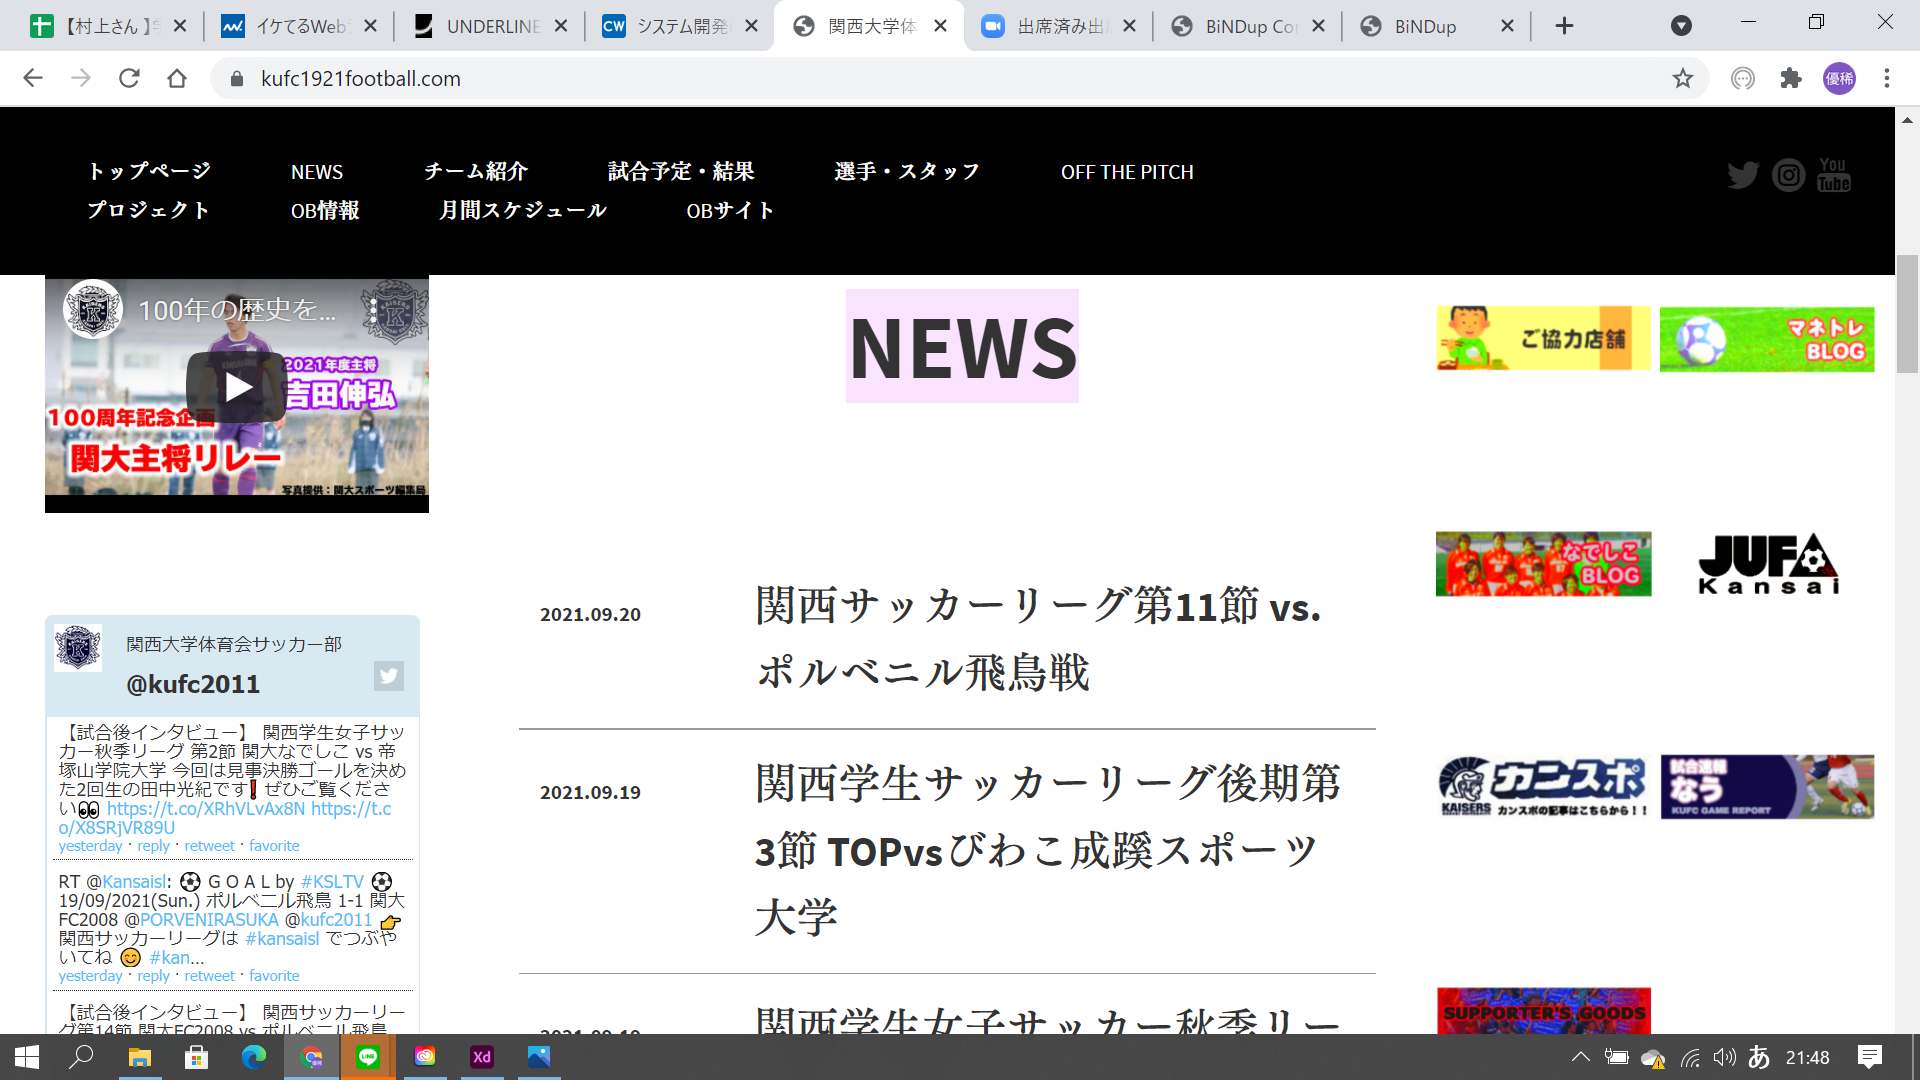 【村上さん】
イケてるWeb
UNDERLINE
CW システム開発
関西大学体
出席済み出
BiNDup Co
BiNDup
kufc1921football.com
優稀
トップページ NEWS チーム紹介 試合予定・結果 選手・スタッフ OFF THE PITCH
プロジェクト OB情報 月間スケジュール OBサイト
You
Tube
100年の歴史を...
2021年度主将
吉田伸弘
100周年記念企画
関大主将リレー
写真提供:関大スポーツ編集局
NEWS
ご協力店舗
マネトレ
BLOG
なでしこ
BLOG
JUFA
Kansai
カンスポ
KAISERS カンスポの記事はこちらから!!
試合速報
なう
KUFC GAME REPORT
SUPPORTER'S GOODS
2021.09.20
関西サッカーリーグ第11節 vs.
ポルベニル飛鳥戦
2021.09.19
関西学生サッカーリーグ後期第
3節 TOPvsびわこ成蹊スポーツ
大学
2021.09.19
関西学生女子サッカー秋季リー
関西大学体育会サッカー部
@kufc2011
【試合後インタビュー】 関西学生女子サッ
カー秋季リーグ 第2節 関大なでしこ vs 帝
塚山学院大学 今回は見事決勝ゴールを決め
た2回生の田中光紀です❗ぜひご覧くださ
い👀 https://t.co/XRhVLvAx8N https://t.c
o/X8SRjVR89U
yesterday · reply · retweet · favorite
RT @Kansaisl: ⚽ G O A L by #KSLTV ⚽
19/09/2021(Sun.) ポルベニル飛鳥 1-1 関大
FC2008 @PORVENIRASUKA @kufc2011 👉
関西サッカーリーグは #kansaisl でつぶや
いてね 😊 #kan...
yesterday · reply · retweet · favorite
【試合後インタビュー】 関西サッカーリー
グ第14節 関大FC2008 vs ポルベニル飛鳥
Xd
LINE
あ
21:48